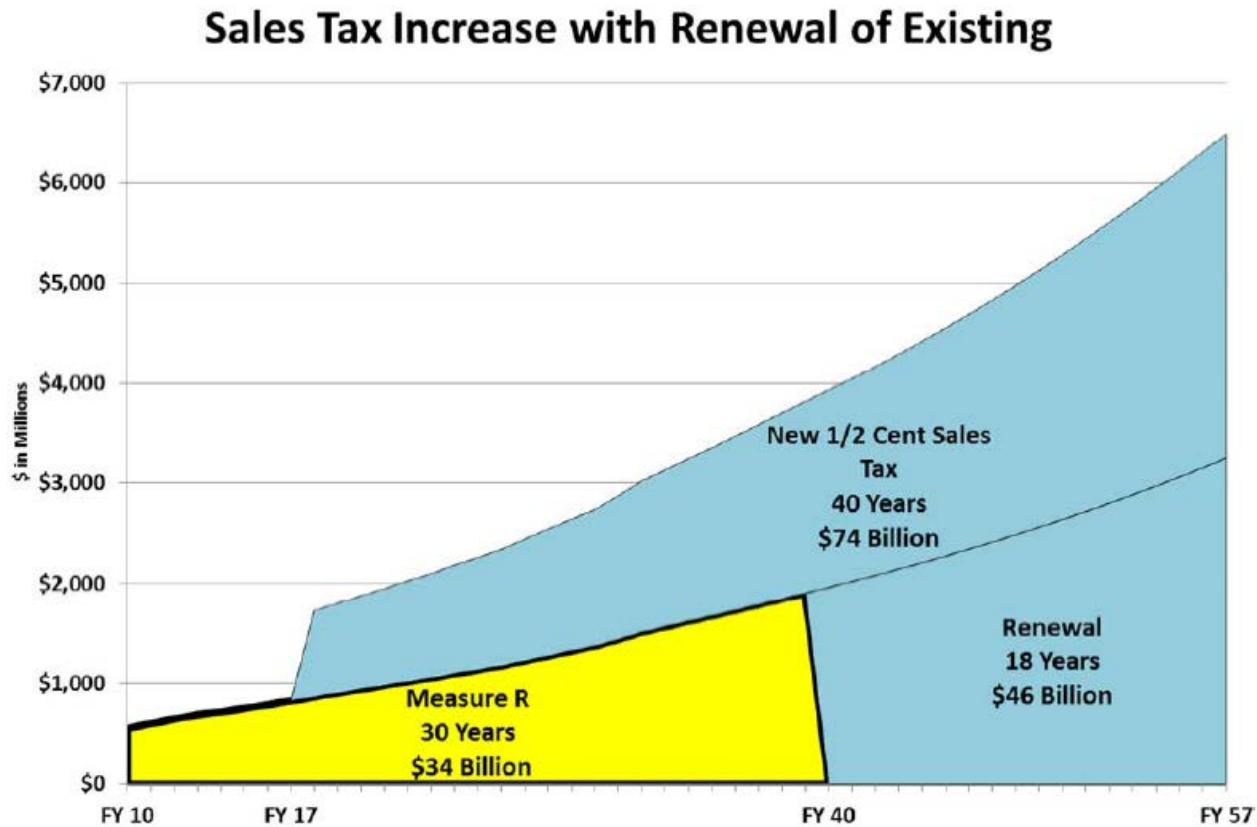 Sales Tax Increase with Renewal of Existing
$7,000
$6,000
$5,000
$4,000
$3,000
$2,000
$1,000
$0
$ in Millions
New 1/2 Cent Sales
Tax
40 Years
$74 Billion
Measure R
30 Years
$34 Billion
Renewal
18 Years
$46 Billion
FY 10
FY 17
FY 40
FY 57